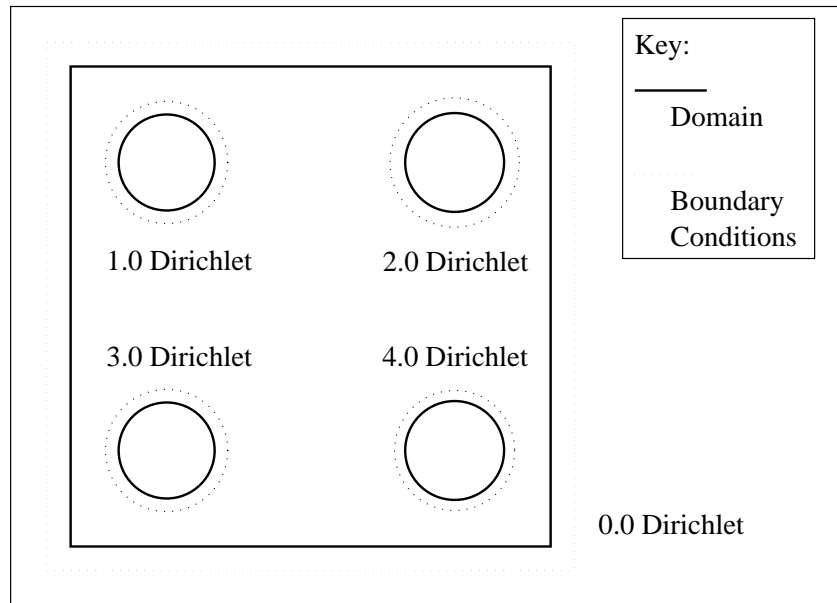 Key:
Domain
Boundary
Conditions
1.0 Dirichlet
2.0 Dirichlet
3.0 Dirichlet
4.0 Dirichlet
0.0 Dirichlet